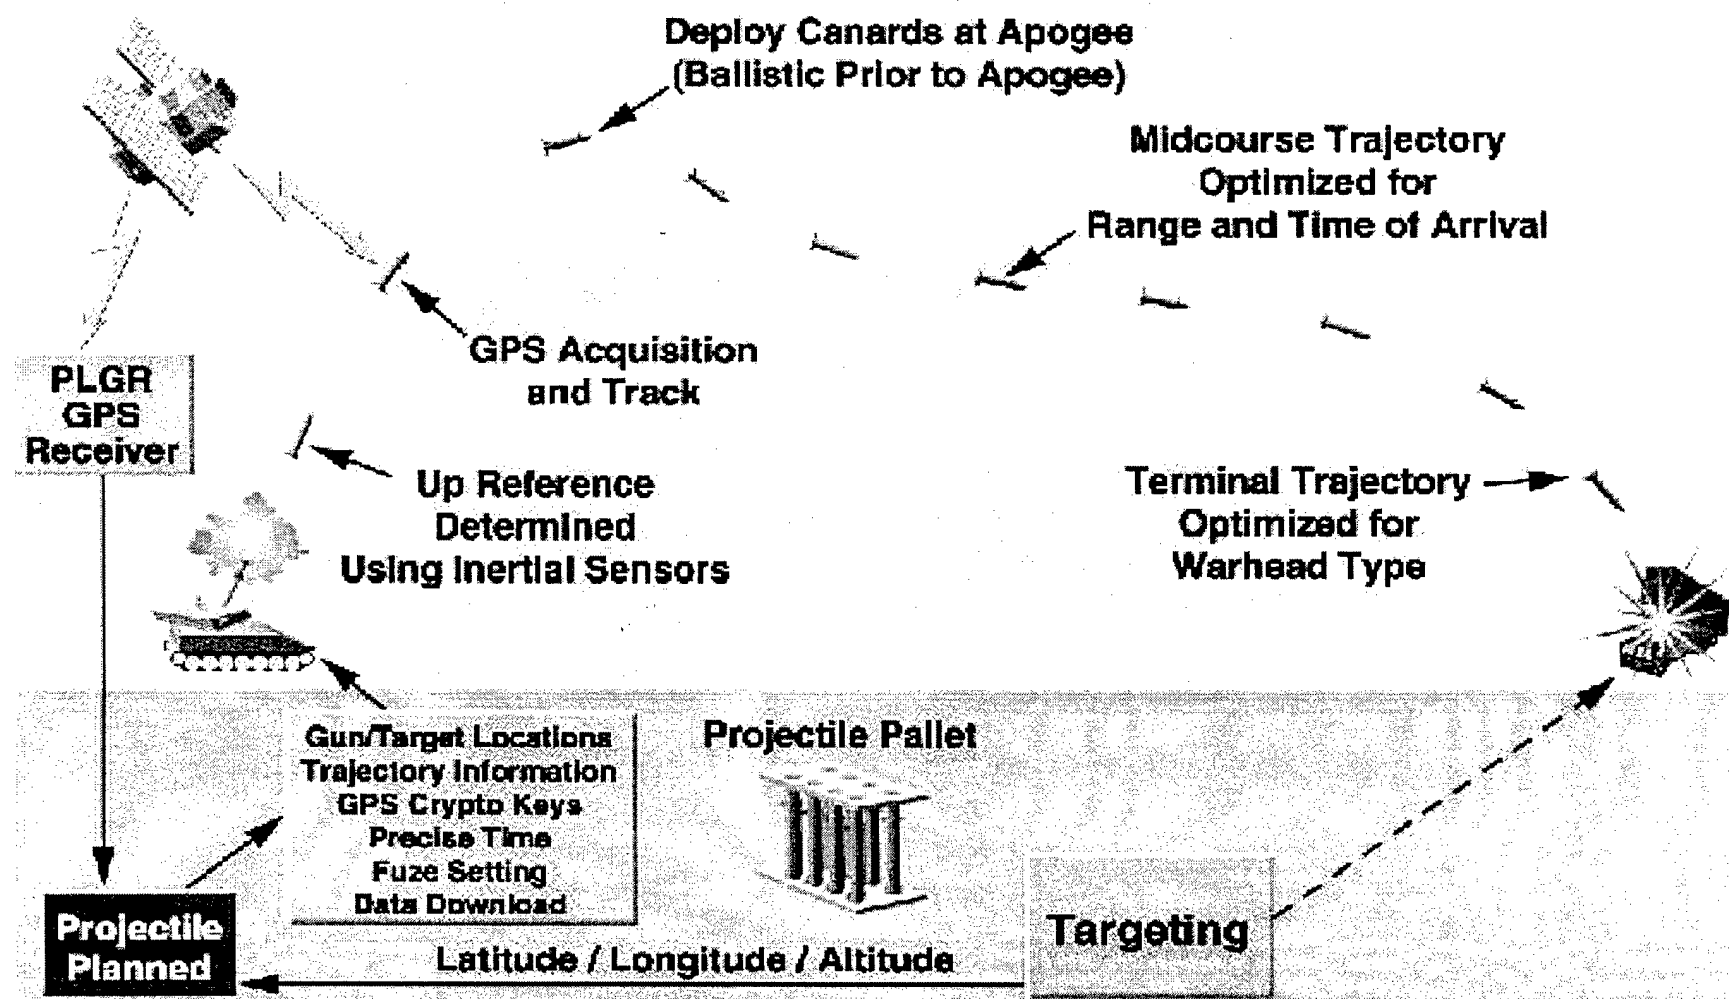 Deploy Canards at Apogee
(Ballistic Prior to Apogee)
Midcourse Trajectory
Optimized for
Range and Time of Arrival
GPS Acquisition
and Track
PLGR
GPS
Receiver
Up Reference
Determined
Using Inertial Sensors
Terminal Trajectory
Optimized for
Warhead Type
Gun/Target Locations
Trajectory Information
GPS Crypto Keys
Precise Time
Fuze Setting
Data Download
Projectile Pallet
Projectile
Planned
Latitude / Longitude / Altitude
Targeting